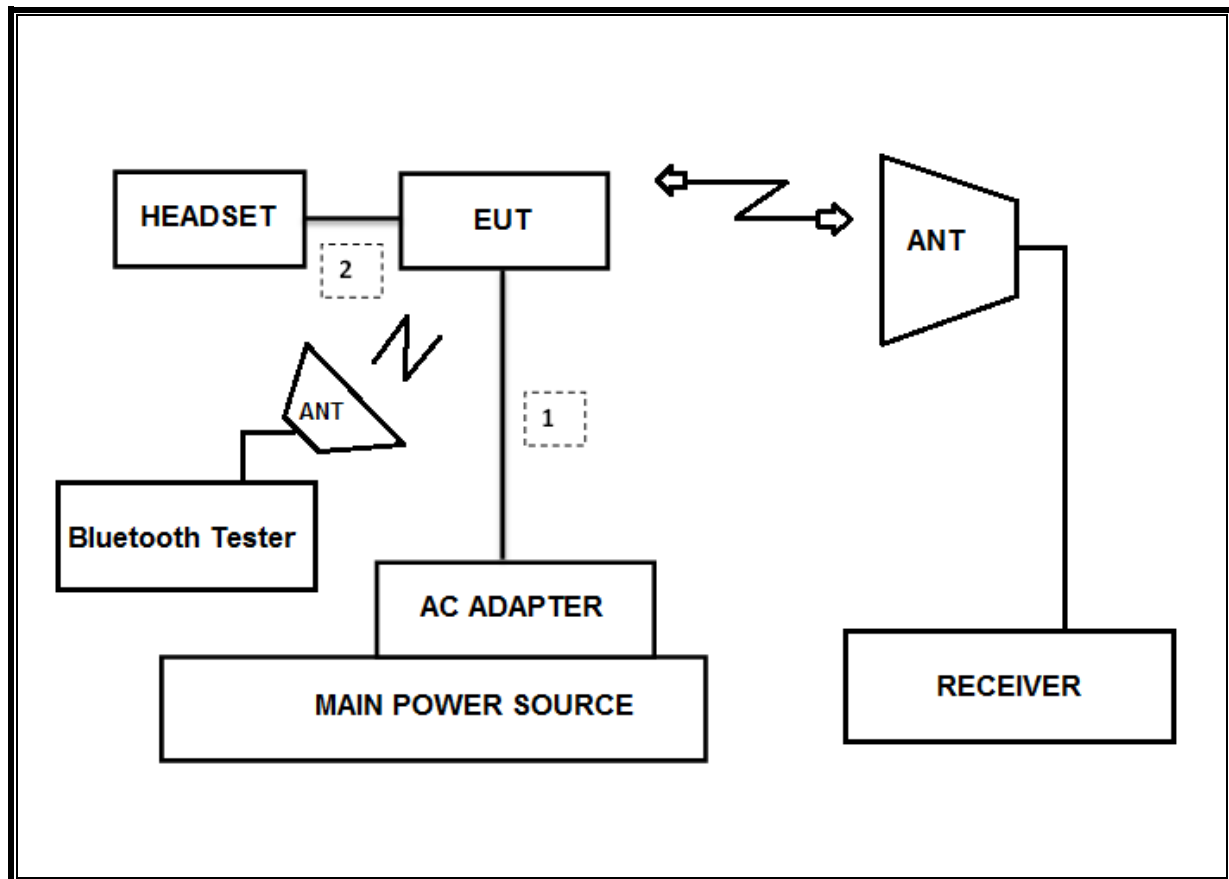 HEADSET
EUT
ANT
2
ANT
1
Bluetooth Tester
AC ADAPTER
MAIN POWER SOURCE
RECEIVER